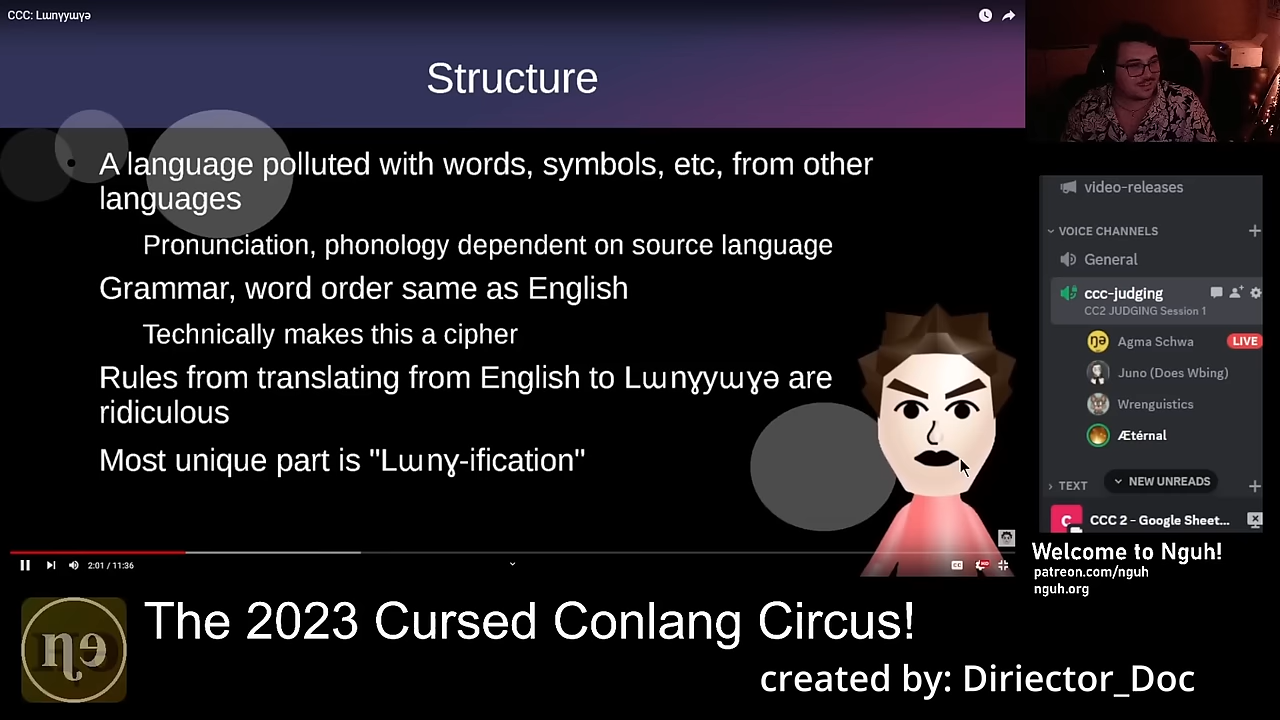 CCC: Lɯnɣyɯɣə
Structure
A language polluted with words, symbols, etc, from other
languages
Pronunciation, phonology dependent on source language
Grammar, word order same as English
Technically makes this a cipher
Rules from translating from English to Lɯnɣyɯɣə are
ridiculous
Most unique part is "Lɯnɣ-ification"
2:01 / 11:36
CC
HD
video-releases
VOICE CHANNELS
General
ccc-judging
CC2 JUDGING Session 1
ŋə
Agma Schwa
LIVE
Juno (Does Wbing)
Wrenguistics
Ætérnal
TEXT
NEW UNREADS
C
CCC 2 - Google Sheet...
Welcome to Nguh!
patreon.com/nguh
nguh.org
ŋə
The 2023 Cursed Conlang Circus!
created by: Diriector_Doc